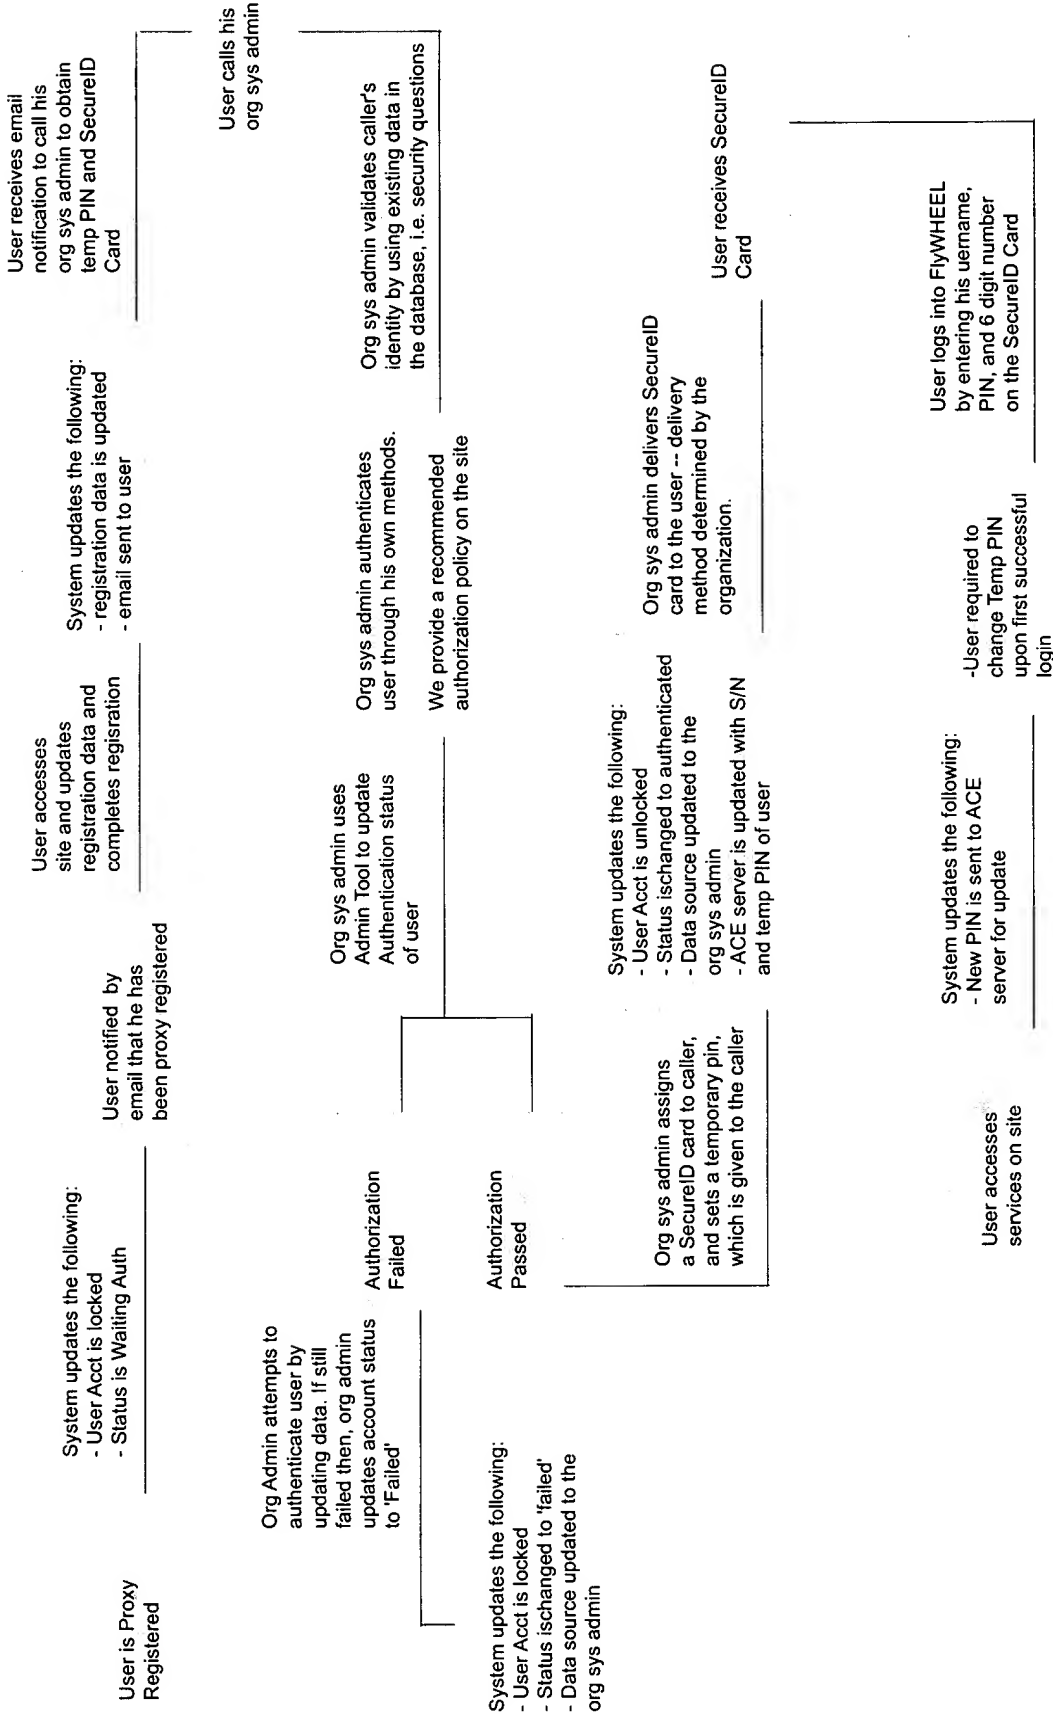 User is Proxy
Registered
System updates the following:
- User Acct is locked
- Status is Waiting Auth
User notified by
email that he has
been proxy registered
User accesses
site and updates
registration data and
completes regisration
System updates the following:
- registration data is updated
- email sent to user
User receives email
notification to call his
org sys admin to obtain
temp PIN and SecureID
Card
User calls his
org sys admin
Org sys admin validates caller's
identity by using existing data in
the database, i.e. security questions
Org sys admin authenticates
user through his own methods.
We provide a recommended
authorization policy on the site
Org sys admin uses
Admin Tool to update
Authentication status
of user
Authorization
Failed
Authorization
Passed
Org Admin attempts to
authenticate user by
updating data. If still
failed then, org admin
updates account status
to 'Failed'
System updates the following:
- User Acct is locked
- Status ischanged to 'failed'
- Data source updated to the
org sys admin
Org sys admin assigns
a SecureID card to caller,
and sets a temporary pin,
which is given to the caller
System updates the following:
- User Acct is unlocked
- Status ischanged to authenticated
- Data source updated to the
org sys admin
- ACE server is updated with S/N
and temp PIN of user
Org sys admin delivers SecureID
card to the user -- delivery
method determined by the
organization.
User receives SecureID
Card
User logs into FlyWHEEL
by entering his uername,
PIN, and 6 digit number
on the SecureID Card
-User required to
change Temp PIN
upon first successful
login
System updates the following:
- New PIN is sent to ACE
server for update
User accesses
services on site